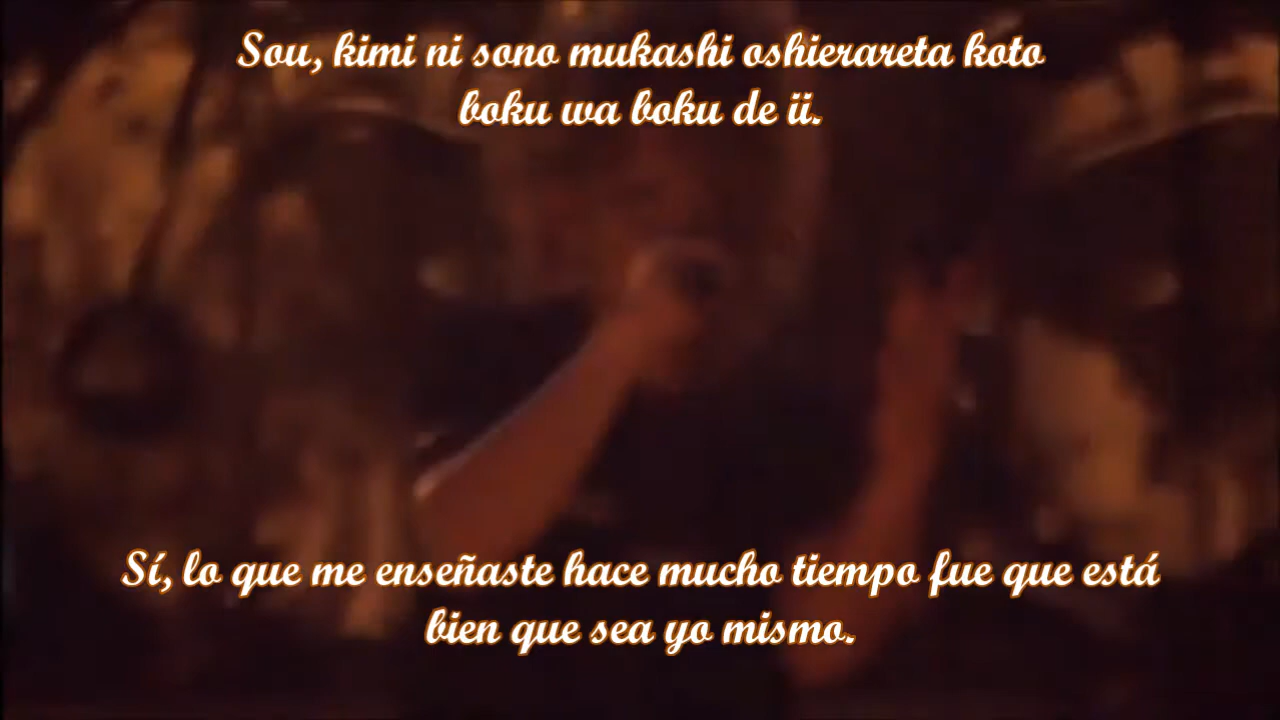 Sou, kimi ni sono mukashi oshierareta koto
boku wa boku de ii.
Sí, lo que me enseñaste hace mucho tiempo fue que está
bien que sea yo mismo.